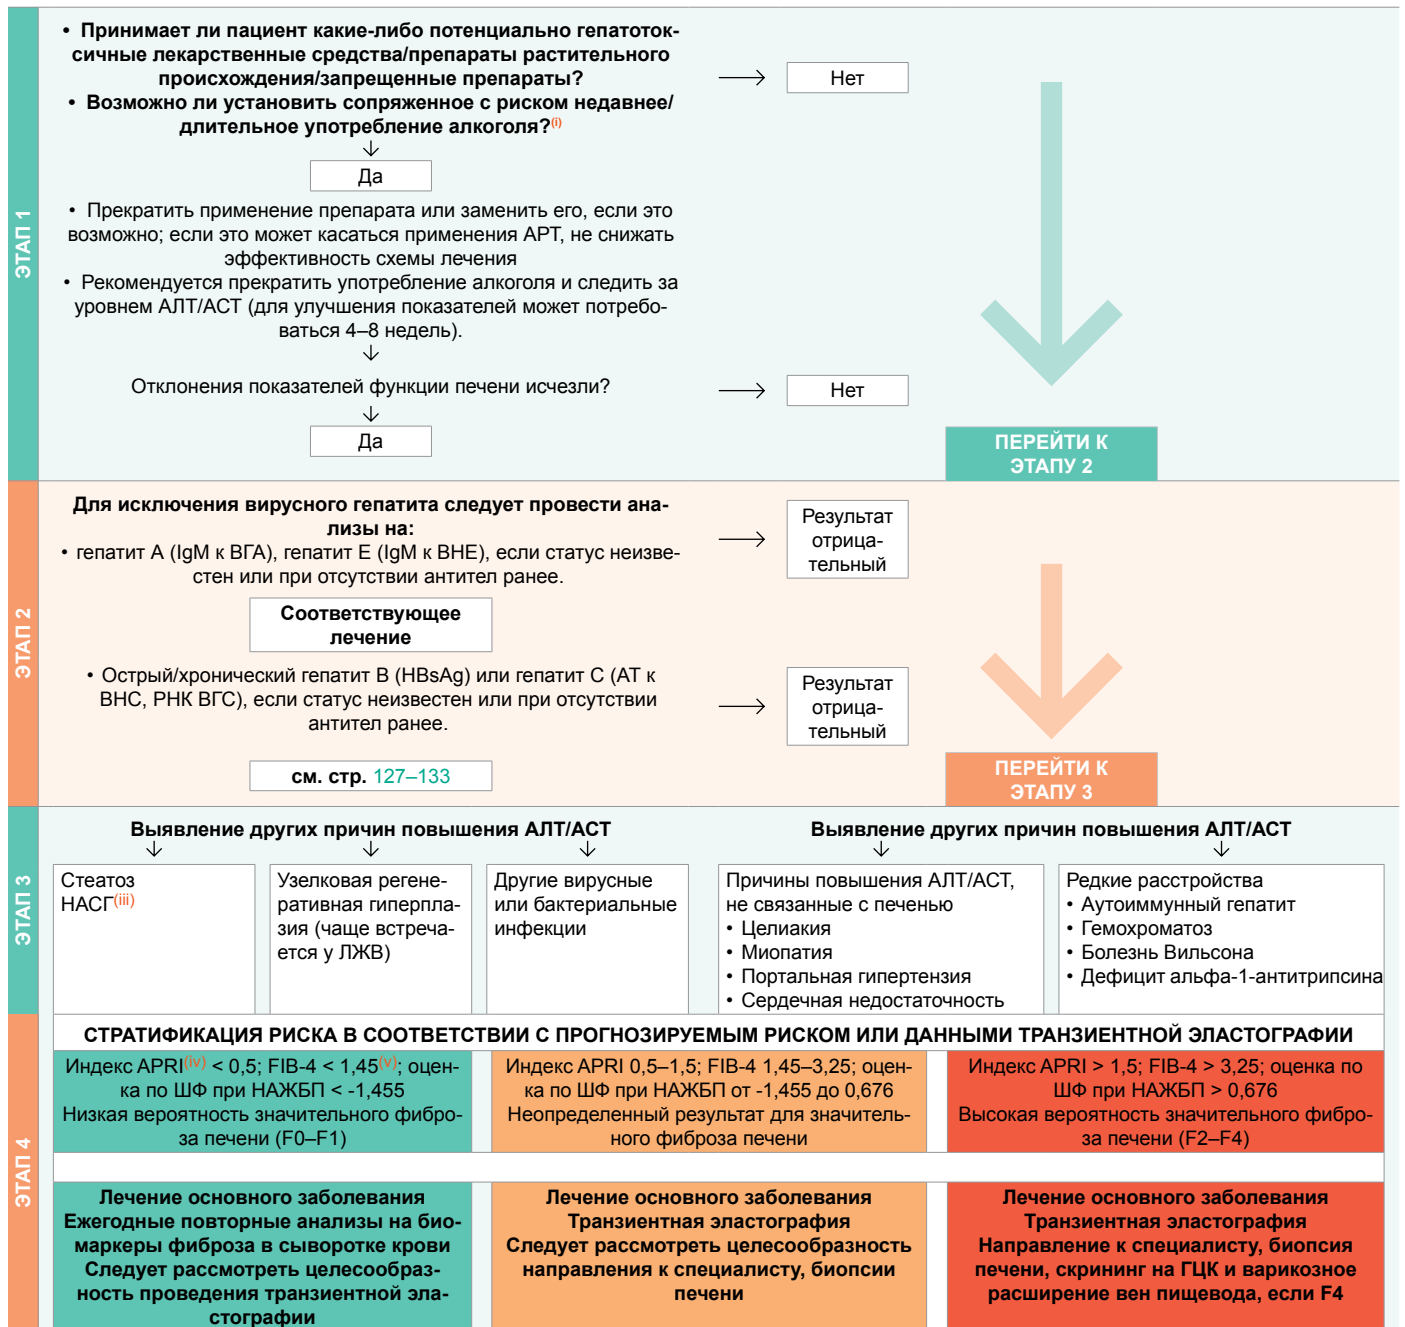 ЭТАП 1
• Принимает ли пациент какие-либо потенциально гепатоток-
сичные лекарственные средства/препараты растительного
происхождения/запрещенные препараты?
• Возможно ли установить сопряженное с риском недавнее/
длительное употребление алкоголя?(i)
Нет
Да
• Прекратить применение препарата или заменить его, если это
возможно; если это может касаться применения АРТ, не снижать
эффективность схемы лечения
• Рекомендуется прекратить употребление алкоголя и следить за
уровнем АЛТ/АСТ (для улучшения показателей может потребо-
ваться 4–8 недель).
Отклонения показателей функции печени исчезли?
Нет
Да
ПЕРЕЙТИ К
ЭТАПУ 2
ЭТАП 2
Для исключения вирусного гепатита следует провести ана-
лизы на:
• гепатит А (IgM к ВГА), гепатит Е (IgM к ВНЕ), если статус неизве-
стен или при отсутствии антител ранее.
Результат
отрица-
тельный
Соответствующее
лечение
• Острый/хронический гепатит В (HBsAg) или гепатит С (АТ к
ВНС, РНК ВГС), если статус неизвестен или при отсутствии
антител ранее.
Результат
отрица-
тельный
см. стр. 127–133
ПЕРЕЙТИ К
ЭТАПУ 3
ЭТАП 3
Выявление других причин повышения АЛТ/АСТ
Стеатоз
НАСГ(iii)
Узелковая регене-
ративная гиперпла-
зия (чаще встреча-
ется у ЛЖВ)
Другие вирусные
или бактериальные
инфекции
Выявление других причин повышения АЛТ/АСТ
Причины повышения АЛТ/АСТ,
не связанные с печенью
• Целиакия
• Миопатия
• Портальная гипертензия
• Сердечная недостаточность
Редкие расстройства
• Аутоиммунный гепатит
• Гемохроматоз
• Болезнь Вильсона
• Дефицит альфа-1-антитрипсина
ЭТАП 4
СТРАТИФИКАЦИЯ РИСКА В СООТВЕТСТВИИ С ПРОГНОЗИРУЕМЫМ РИСКОМ ИЛИ ДАННЫМИ ТРАНЗИЕНТНОЙ ЭЛАСТОГРАФИИ
Индекс APRI(iv) < 0,5; FIB-4 < 1,45(v); оцен-
ка по ШФ при НАЖБП < -1,455
Низкая вероятность значительного фибро-
за печени (F0–F1)
Индекс APRI 0,5–1,5; FIB-4 1,45–3,25; оцен-
ка по ШФ при НАЖБП от -1,455 до 0,676
Неопределенный результат для значитель-
ного фиброза печени
Индекс APRI > 1,5; FIB-4 > 3,25; оценка по
ШФ при НАЖБП > 0,676
Высокая вероятность значительного фибро-
за печени (F2–F4)
Лечение основного заболевания
Ежегодные повторные анализы на био-
маркеры фиброза в сыворотке крови
Следует рассмотреть целесообраз-
ность проведения транзиентной эла-
стографии
Лечение основного заболевания
Транзиентная эластография
Следует рассмотреть целесообразность
направления к специалисту, биопсии
печени
Лечение основного заболевания
Транзиентная эластография
Направление к специалисту, биопсия
печени, скрининг на ГЦК и варикозное
расширение вен пищевода, если F4